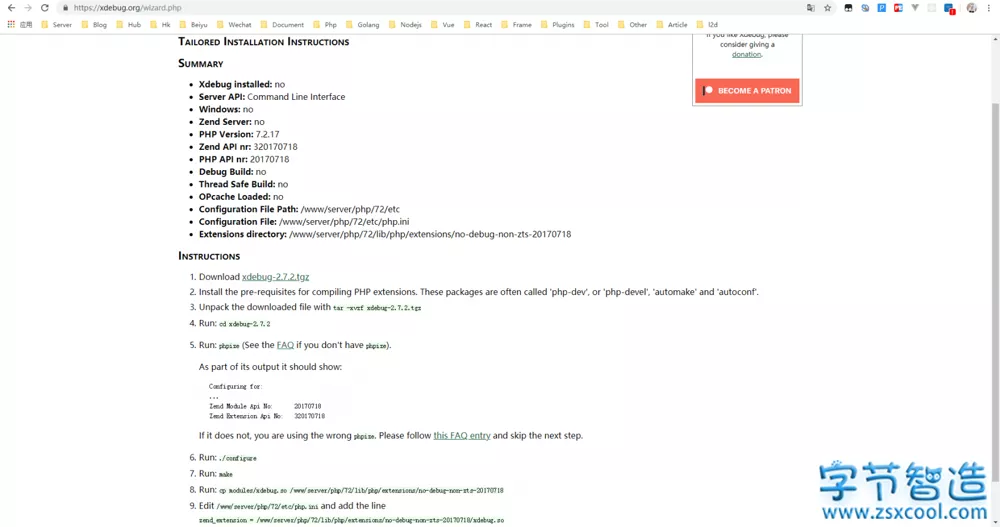 https://xdebug.org/wizard.php
应用 Server Blog Hub Hk Beiyu Wechat Document Php Golang Nodejs Vue React Frame Plugins Tool Other Article l2d
TAILORED INSTALLATION INSTRUCTIONS
If you like Xdebug, please
consider giving a
donation.
BECOME A PATRON
SUMMARY
Xdebug installed: no
Server API: Command Line Interface
Windows: no
Zend Server: no
PHP Version: 7.2.17
Zend API nr: 320170718
PHP API nr: 20170718
Debug Build: no
Thread Safe Build: no
OPcache Loaded: no
Configuration File Path: /www/server/php/72/etc
Configuration File: /www/server/php/72/etc/php.ini
Extensions directory: /www/server/php/72/lib/php/extensions/no-debug-non-zts-20170718
INSTRUCTIONS
1. Download xdebug-2.7.2.tgz
2. Install the pre-requisites for compiling PHP extensions. These packages are often called 'php-dev', or 'php-devel', 'automake' and 'autoconf'.
3. Unpack the downloaded file with tar -xvzf xdebug-2.7.2.tgz
4. Run: cd xdebug-2.7.2
5. Run: phpize (See the FAQ if you don't have phpize).
As part of its output it should show:
Configuring for:
...
Zend Module Api No: 20170718
Zend Extension Api No: 320170718
If it does not, you are using the wrong phpize. Please follow this FAQ entry and skip the next step.
6. Run: ./configure
7. Run: make
8. Run: cp modules/xdebug.so /www/server/php/72/lib/php/extensions/no-debug-non-zts-20170718
9. Edit /www/server/php/72/etc/php.ini and add the line
zend_extension = /www/server/php/72/lib/php/extensions/no-debug-non-zts-20170718/xdebug.so
字节智造
www.zsxcool.com